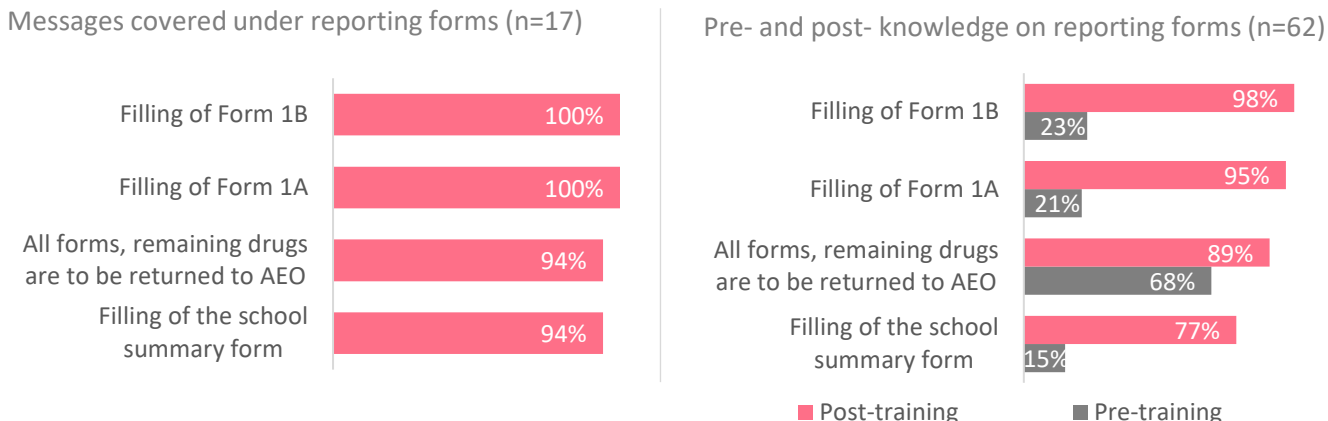 Messages covered under reporting forms (n=17)
Filling of Form 1B
100%
Filling of Form 1A
100%
All forms, remaining drugs
are to be returned to AEO
94%
Filling of the school
summary form
94%
Pre- and post- knowledge on reporting forms (n=62)
Filling of Form 1B
98%
23%
Filling of Form 1A
95%
21%
All forms, remaining drugs
are to be returned to AEO
89%
68%
Filling of the school
summary form
77%
15%
Post-training
Pre-training